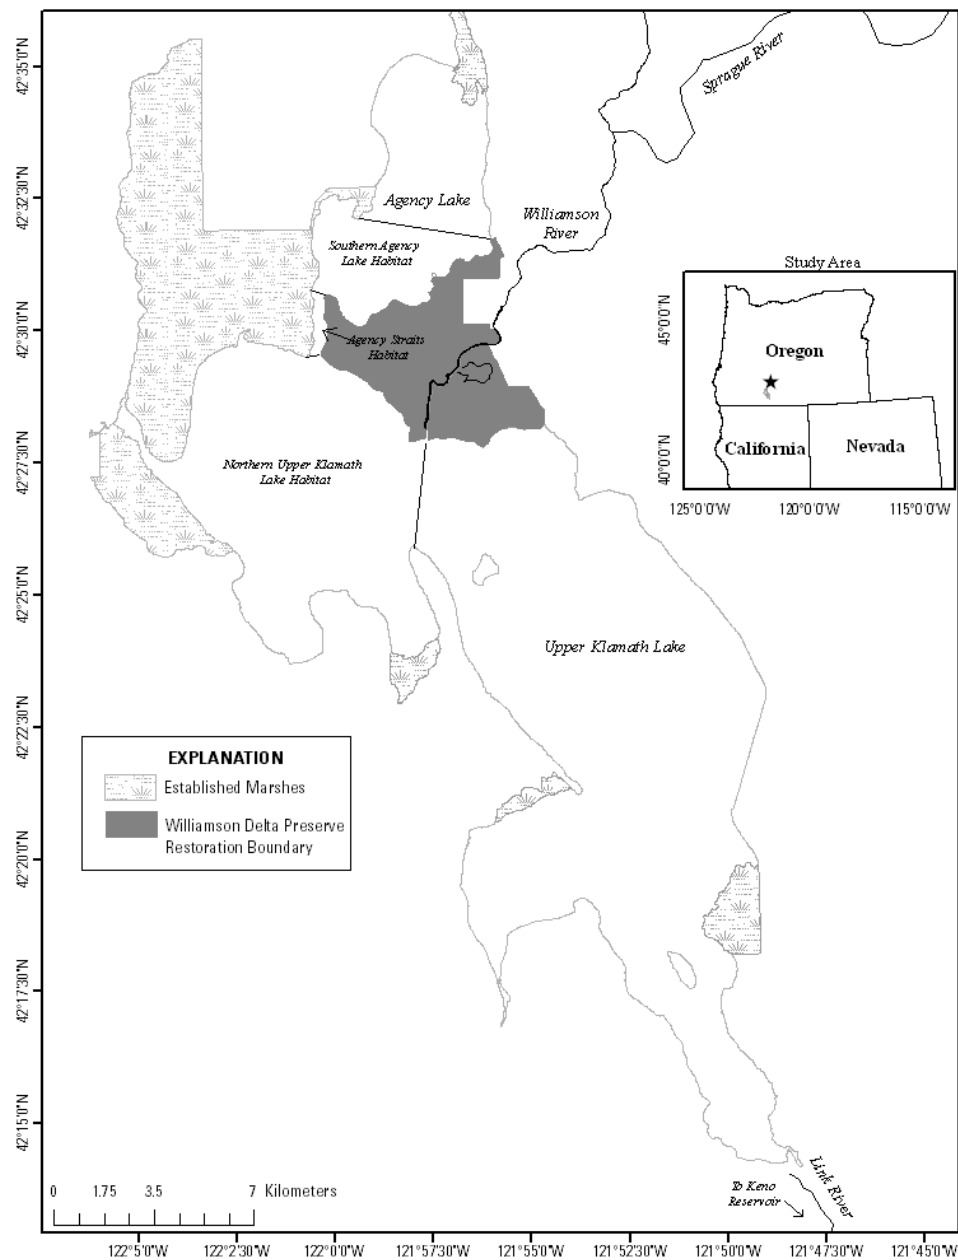 42°35'0"N
42°32'30"N
42°30'0"N
42°27'30"N
42°25'0"N
42°22'30"N
42°20'0"N
42°17'30"N
42°15'0"N
Sprague River
Agency Lake
Williamson
River
Southern Agency
Lake Habitat
Agency Straits
Habitat
Northern Upper Klamath
Lake Habitat
Upper Klamath Lake
Study Area
45°0'0"N
40°0'0"N
Oregon
California
Nevada
125°0'0"W
120°0'0"W
115°0'0"W
EXPLANATION
Established Marshes
Williamson Delta Preserve
Restoration Boundary
Link River
To Keno
Reservoir
0 1.75 3.5 7 Kilometers
122°5'0"W
122°2'30"W
122°0'0"W
121°57'30"W
121°55'0"W
121°52'30"W
121°50'0"W
121°47'30"W
121°45'0"W